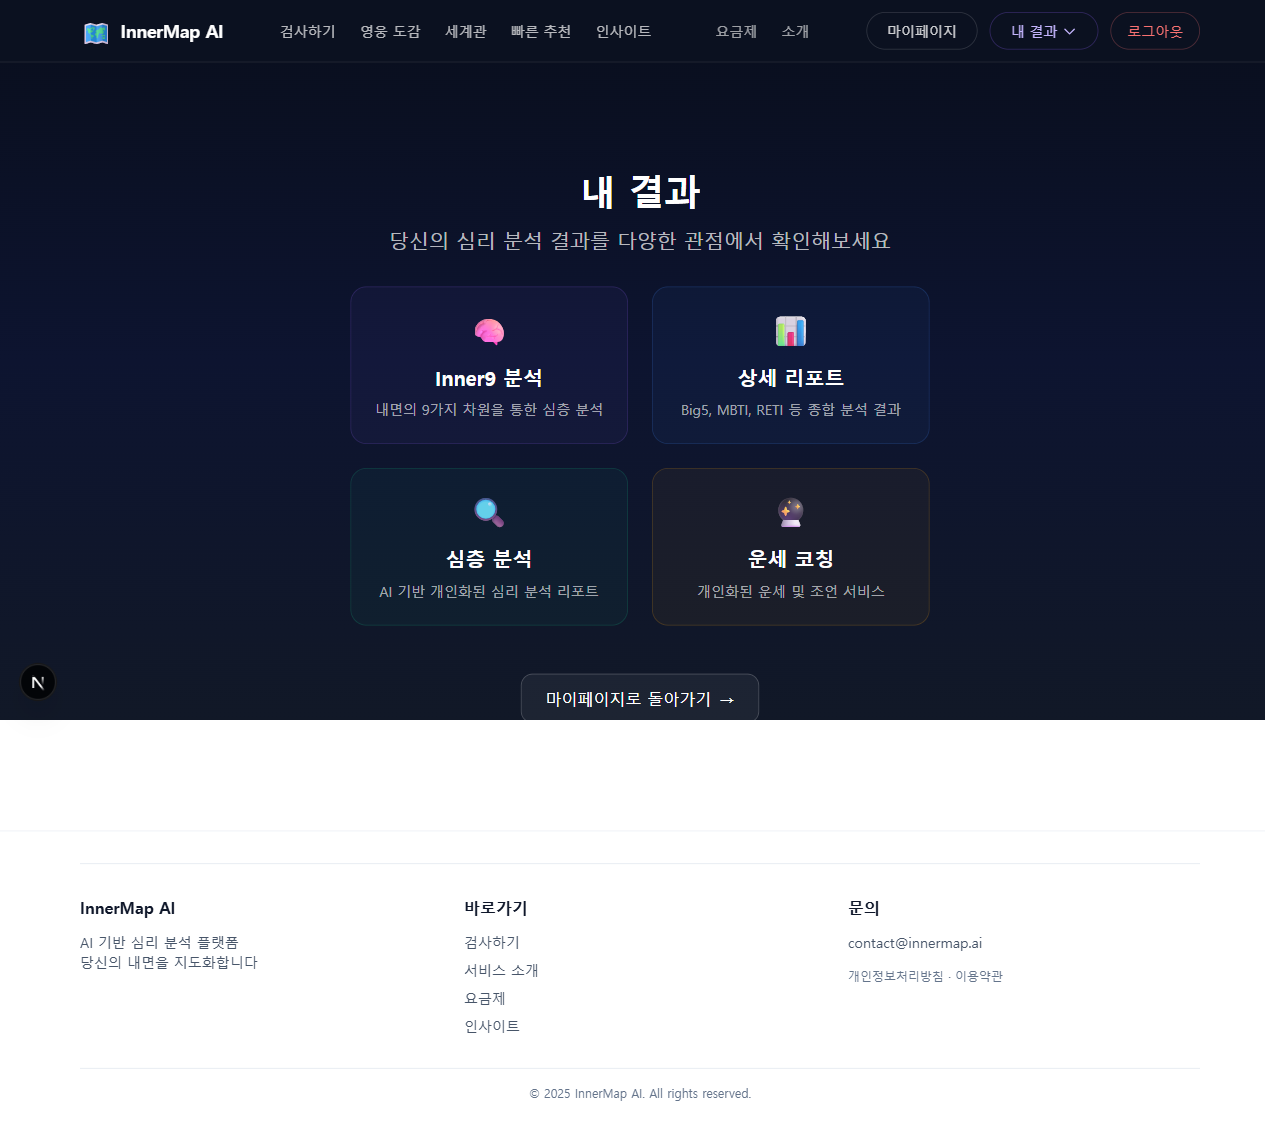 InnerMap AI
검사하기
영웅 도감
세계관
빠른 추천
인사이트
요금제
소개
마이페이지
내 결과
로그아웃
내 결과
당신의 심리 분석 결과를 다양한 관점에서 확인해보세요
Inner9 분석
내면의 9가지 차원을 통한 심층 분석
상세 리포트
Big5, MBTI, RETI 등 종합 분석 결과
심층 분석
AI 기반 개인화된 심리 분석 리포트
운세 코칭
개인화된 운세 및 조언 서비스
N
마이페이지로 돌아가기 →
InnerMap AI
AI 기반 심리 분석 플랫폼
당신의 내면을 지도화합니다
바로가기
검사하기
서비스 소개
요금제
인사이트
문의
contact@innermap.ai
개인정보처리방침 · 이용약관
© 2025 InnerMap AI. All rights reserved.